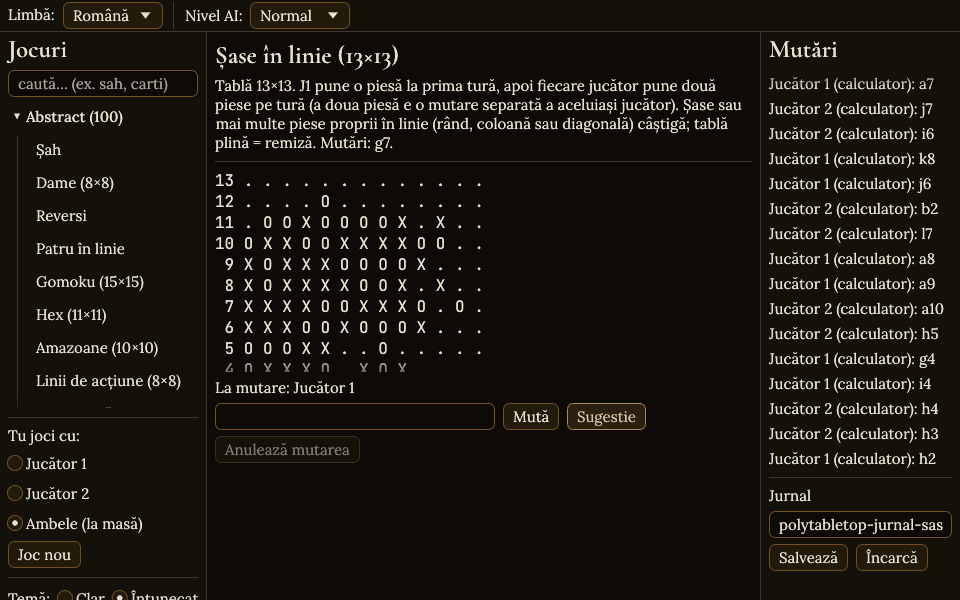 Limbă:
Română ▼
Nivel AI:
Normal ▼
Jocuri
caută... (ex. sah, carti)
▼ Abstract (100)
Șah
Dame (8×8)
Reversi
Patru în linie
Gomoku (15×15)
Hex (11×11)
Amazoane (10×10)
Linii de acțiune (8×8)
Tu joci cu:
Jucător 1
Jucător 2
Ambele (la masă)
Joc nou
Temă: Clar Întunecat
Șase în linie (13×13)
Tablă 13×13. J1 pune o piesă la prima tură, apoi fiecare jucător pune două
piese pe tură (a doua piesă e o mutare separată a aceluiași jucător). Șase sau
mai multe piese proprii în linie (rând, coloană sau diagonală) câștigă; tablă
plină = remiză. Mutări: g7.
13 . . . . . . . . . . . . .
12 . . . . O . . . . . . . .
11 . O O X O O O O X . X . .
10 O X X O O X X X X O O . .
9 X O X X X O O O O X . . .
8 X O X X X X O O X . X . .
7 X X X X O O X X X O . O .
6 X X X O O X O O O X . . .
5 O O O X X . . O . . . . .
4 O X X X O . X O X
La mutare: Jucător 1
Mută
Sugestie
Anulează mutarea
Mutări
Jucător 1 (calculator): a7
Jucător 2 (calculator): j7
Jucător 2 (calculator): i6
Jucător 1 (calculator): k8
Jucător 1 (calculator): j6
Jucător 2 (calculator): b2
Jucător 2 (calculator): l7
Jucător 1 (calculator): a8
Jucător 1 (calculator): a9
Jucător 2 (calculator): a10
Jucător 2 (calculator): h5
Jucător 1 (calculator): g4
Jucător 1 (calculator): i4
Jucător 2 (calculator): h4
Jucător 2 (calculator): h3
Jucător 1 (calculator): h2
Jurnal
polytabletop-jurnal-sas
Salvează
Încarcă